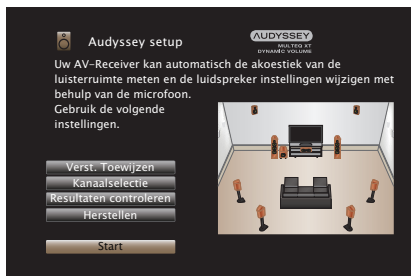 Audyssey setup
AUDYSSEY
MULTEQ XT
DYNAMIC VOLUME
Uw AV-Receiver kan automatisch de akoestiek van de
luisterruimte meten en de luidspreker instellingen wijzigen met
behulp van de microfoon.
Gebruik de volgende
instellingen.
Verst. Toewijzen
Kanaalselectie
Resultaten controleren
Herstellen
Start